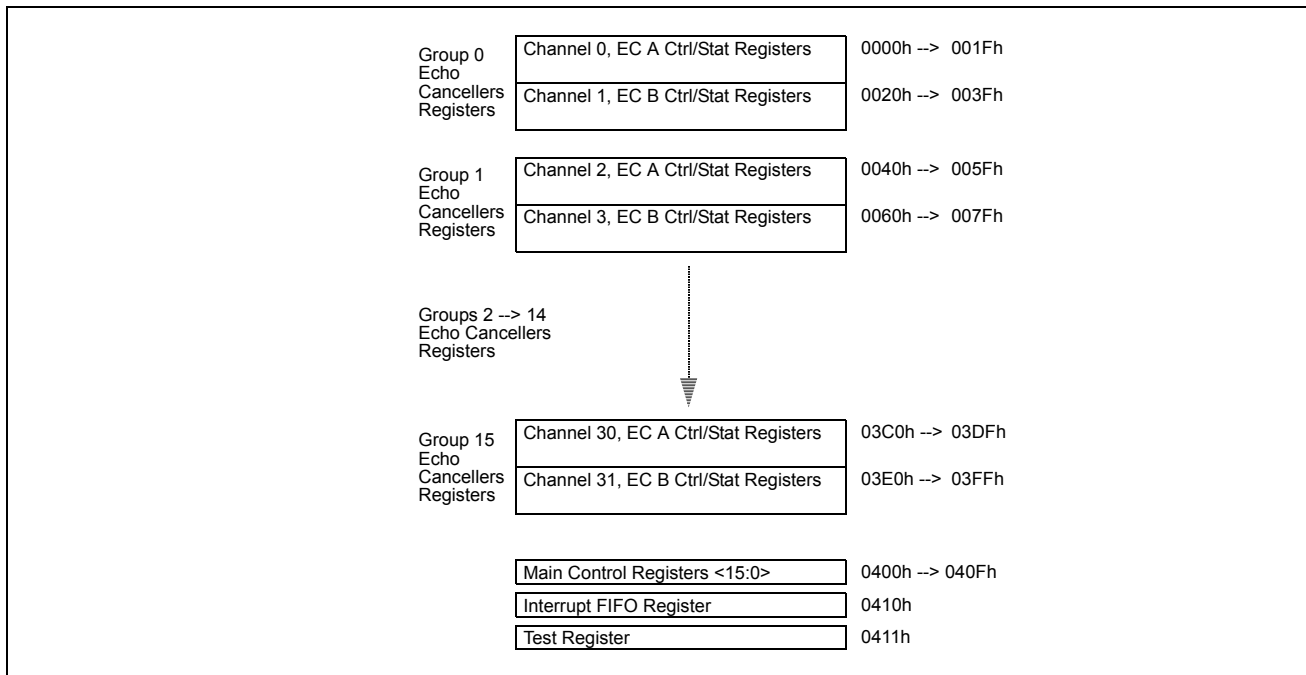 Group 0
Echo
Cancellers
Registers
Channel 0, EC A Ctrl/Stat Registers
0000h --> 001Fh
Channel 1, EC B Ctrl/Stat Registers
0020h --> 003Fh
Group 1
Echo
Cancellers
Registers
Channel 2, EC A Ctrl/Stat Registers
0040h --> 005Fh
Channel 3, EC B Ctrl/Stat Registers
0060h --> 007Fh
Groups 2 --> 14
Echo Cancellers
Registers
Group 15
Echo
Cancellers
Registers
Channel 30, EC A Ctrl/Stat Registers
03C0h --> 03DFh
Channel 31, EC B Ctrl/Stat Registers
03E0h --> 03FFh
Main Control Registers <15:0>
0400h --> 040Fh
Interrupt FIFO Register
0410h
Test Register
0411h